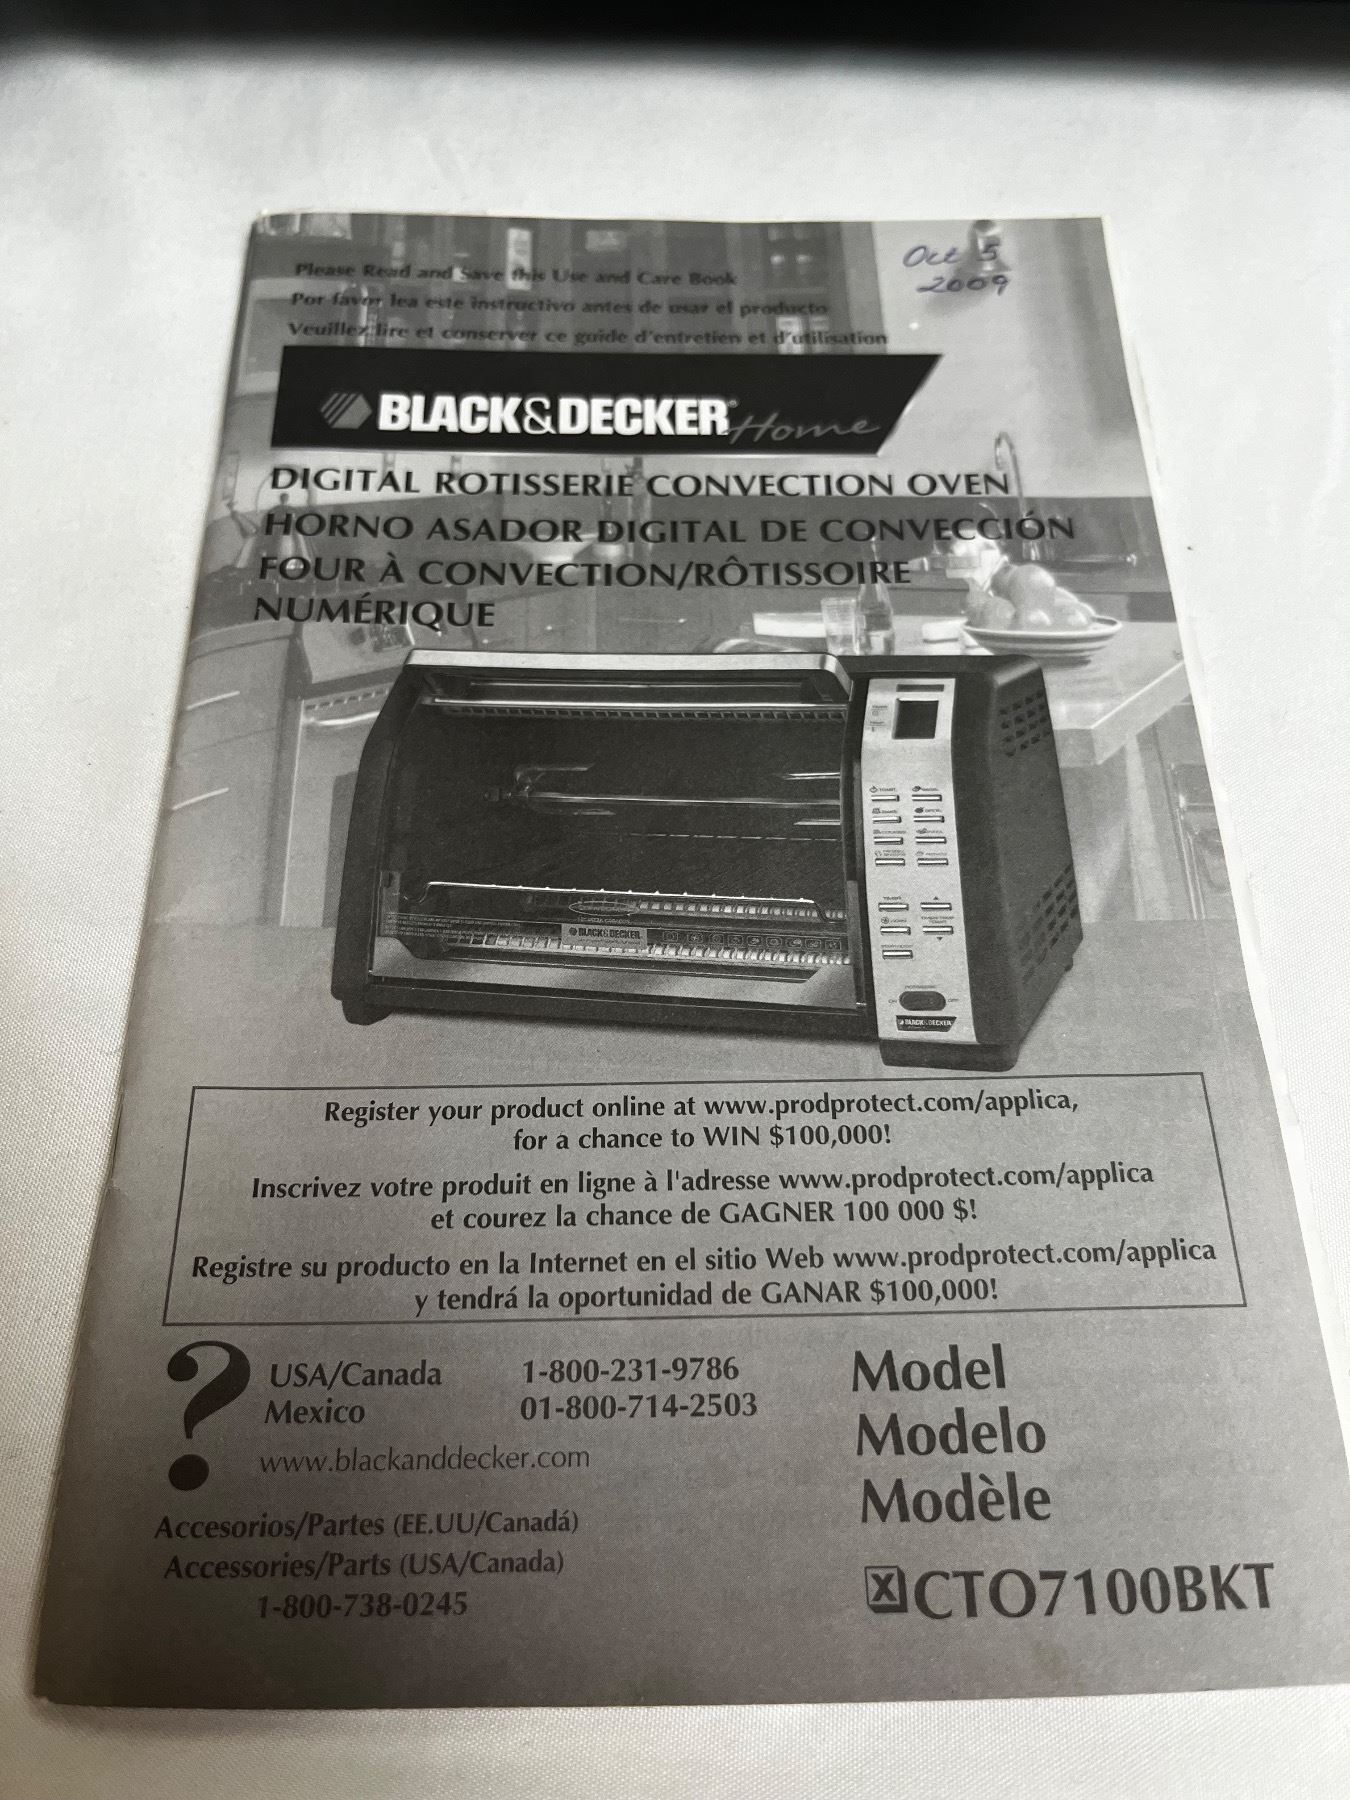 Oct 5
2009
Please Read and Save this Use and Care Book
Por favor lea este instructivo antes de usar el producto
Veuillez lire et conserver ce guide d'entretien et d'utilisation
BLACK&DECKER® Home
DIGITAL ROTISSERIE CONVECTION OVEN
HORNO ASADOR DIGITAL DE CONVECCIÓN
FOUR À CONVECTION/RÔTISSOIRE
NUMÉRIQUE
BLACK&DECKER
BLACK&DECKER
Register your product online at www.prodprotect.com/applica,
for a chance to WIN $100,000!
Inscrivez votre produit en ligne à l'adresse www.prodprotect.com/applica
et courez la chance de GAGNER 100 000 $!
Registre su producto en la Internet en el sitio Web www.prodprotect.com/applica
y tendrá la oportunidad de GANAR $100,000!
? USA/Canada 1-800-231-9786
Mexico 01-800-714-2503
www.blackanddecker.com
Accesorios/Partes (EE.UU/Canadá)
Accessories/Parts (USA/Canada)
1-800-738-0245
Model
Modelo
Modèle
X CTO7100BKT